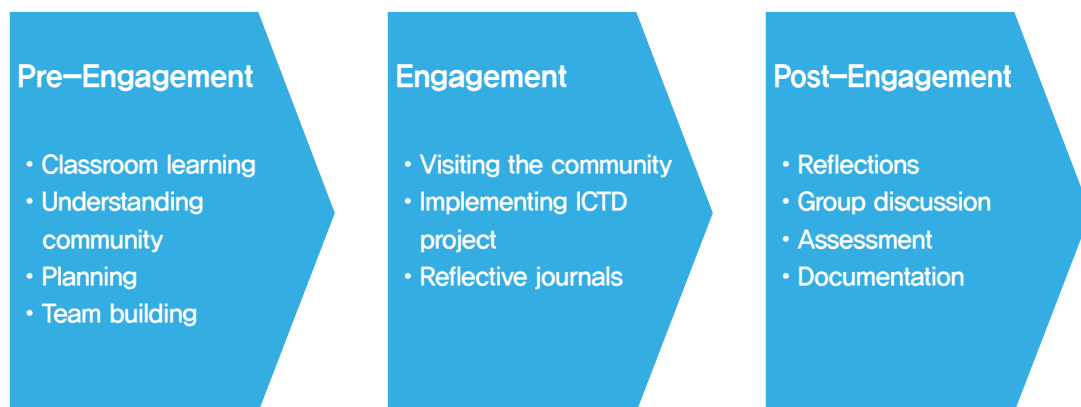 Pre–Engagement
• Classroom learning
• Understanding
community
• Planning
• Team building
Engagement
• Visiting the community
• Implementing ICTD
project
• Reflective journals
Post–Engagement
• Reflections
• Group discussion
• Assessment
• Documentation